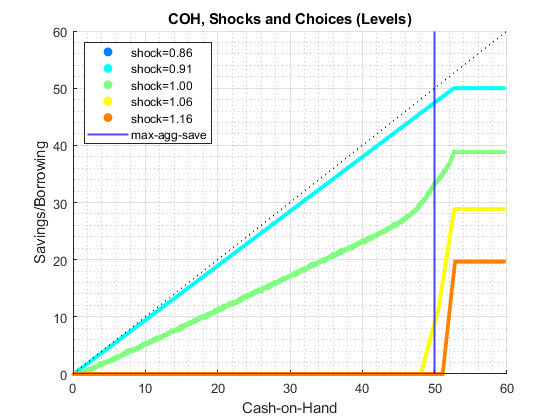 COH, Shocks and Choices (Levels)
60
50
40
30
20
10
0
shock=0.86
shock=0.91
shock=1.00
shock=1.06
shock=1.16
max-agg-save
Savings/Borrowing
0 10 20 30 40 50 60
Cash-on-Hand